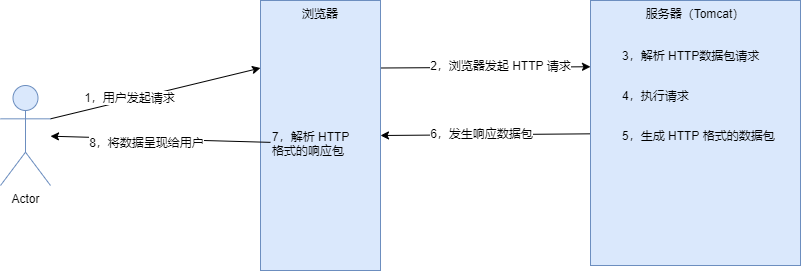 浏览器
服务器（Tomcat）
1，用户发起请求
2，浏览器发起 HTTP 请求
3，解析 HTTP数据包请求
4，执行请求
5，生成 HTTP 格式的数据包
6，发生响应数据包
7，解析 HTTP
格式的响应包
8，将数据呈现给用户
Actor